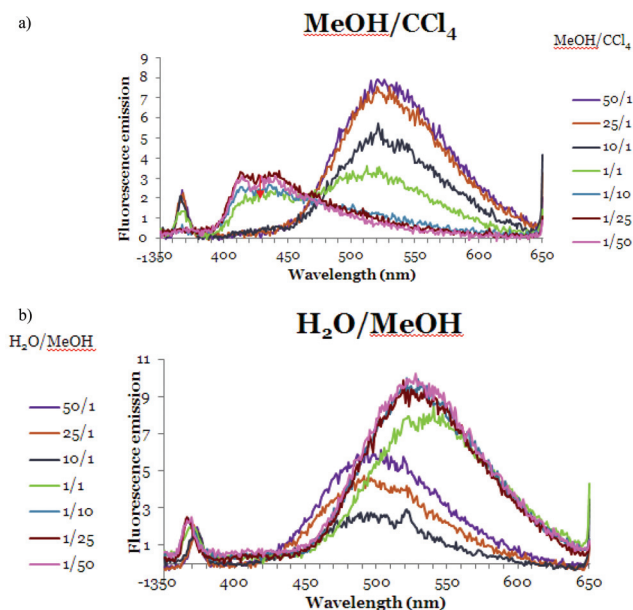 a)
MeOH/CCl4
MeOH/CCl4
Fluorescence emission
9
8
7
6
5
4
3
2
1
0
-1350 400 450 500 550 600 650
Wavelength (nm)
50/1
25/1
10/1
1/1
1/10
1/25
1/50
b)
H2O/MeOH
H2O/MeOH
50/1
25/1
10/1
1/1
1/10
1/25
1/50
Fluorescence emission
11
9
7
5
3
1
-1350 400 450 500 550 600 650
Wavelength (nm)